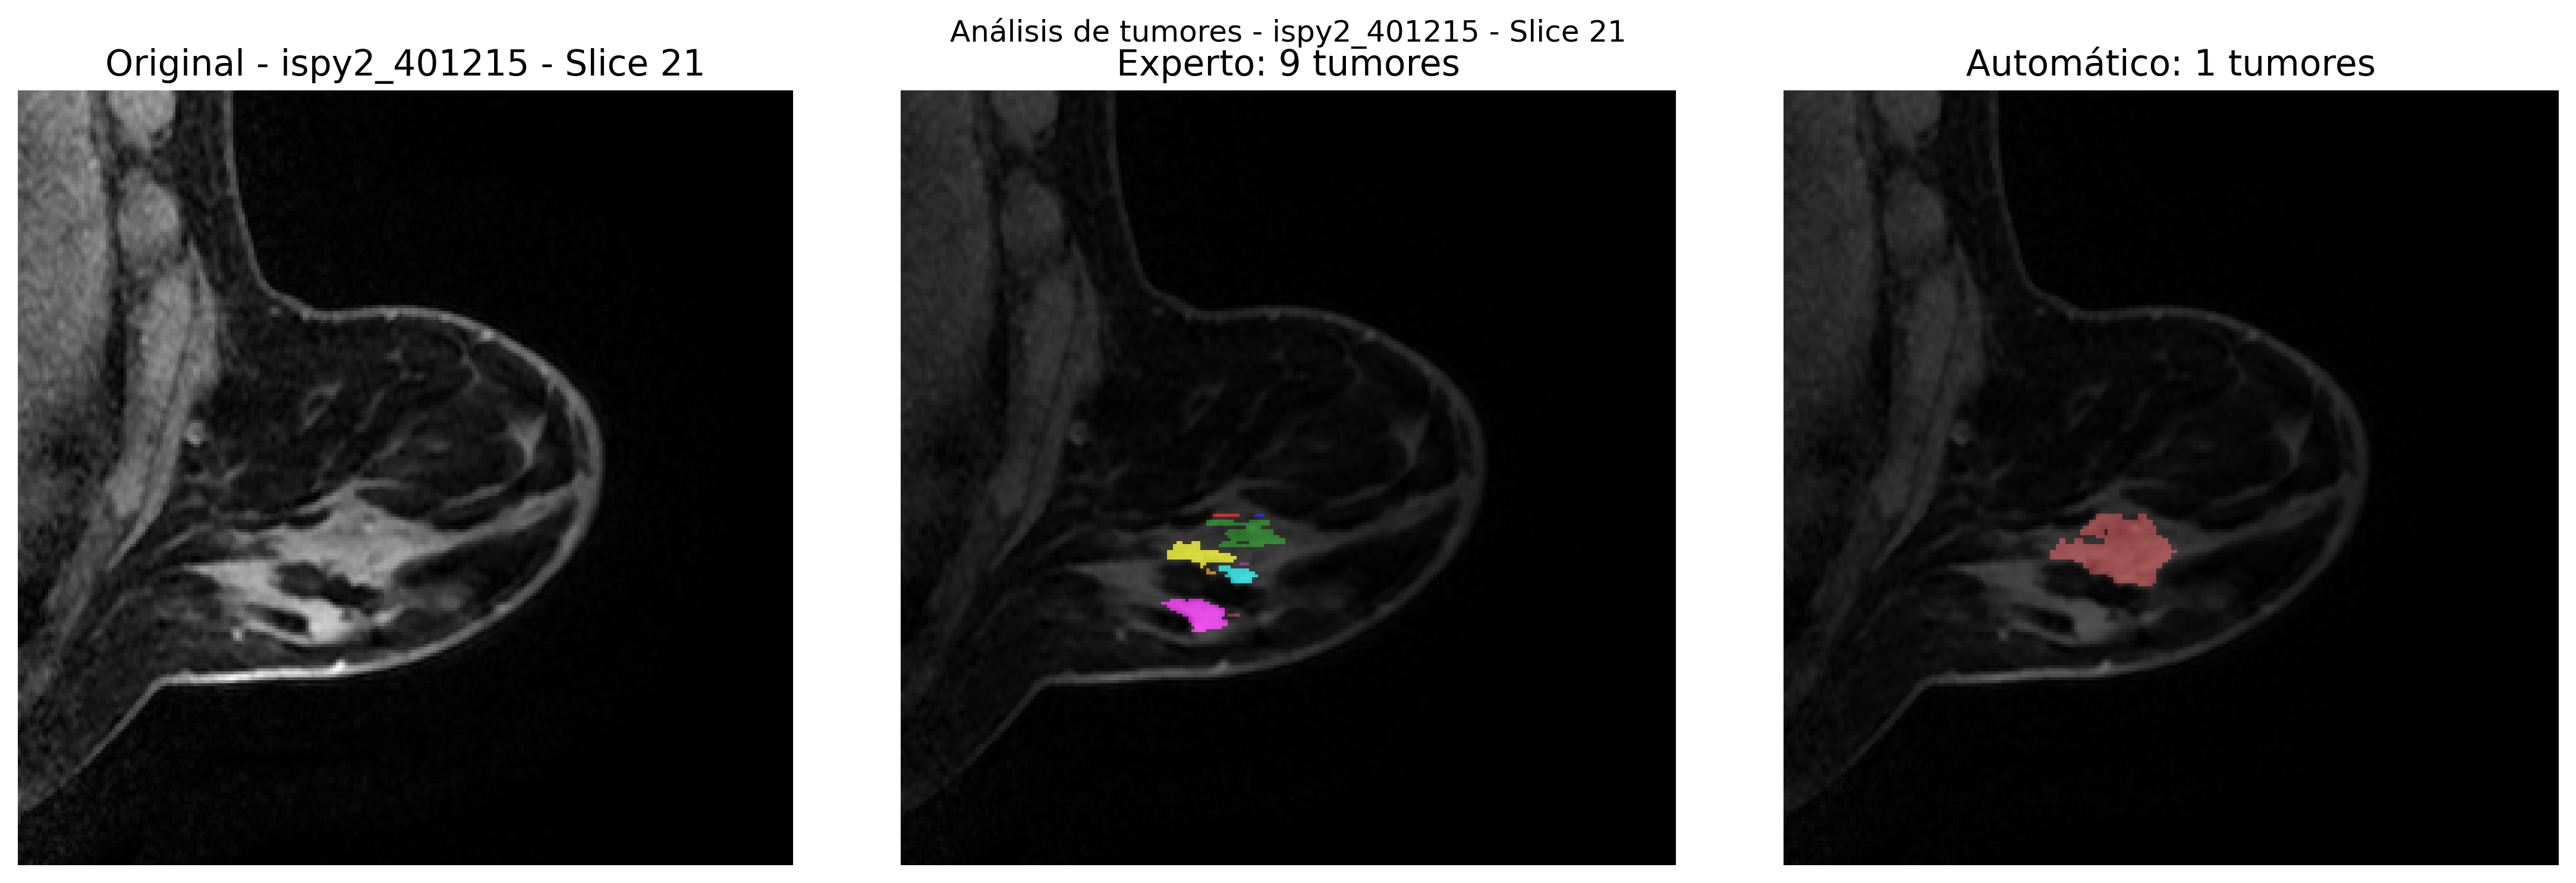 Análisis de tumores - ispy2_401215 - Slice 21
Original - ispy2_401215 - Slice 21
Experto: 9 tumores
Automático: 1 tumores